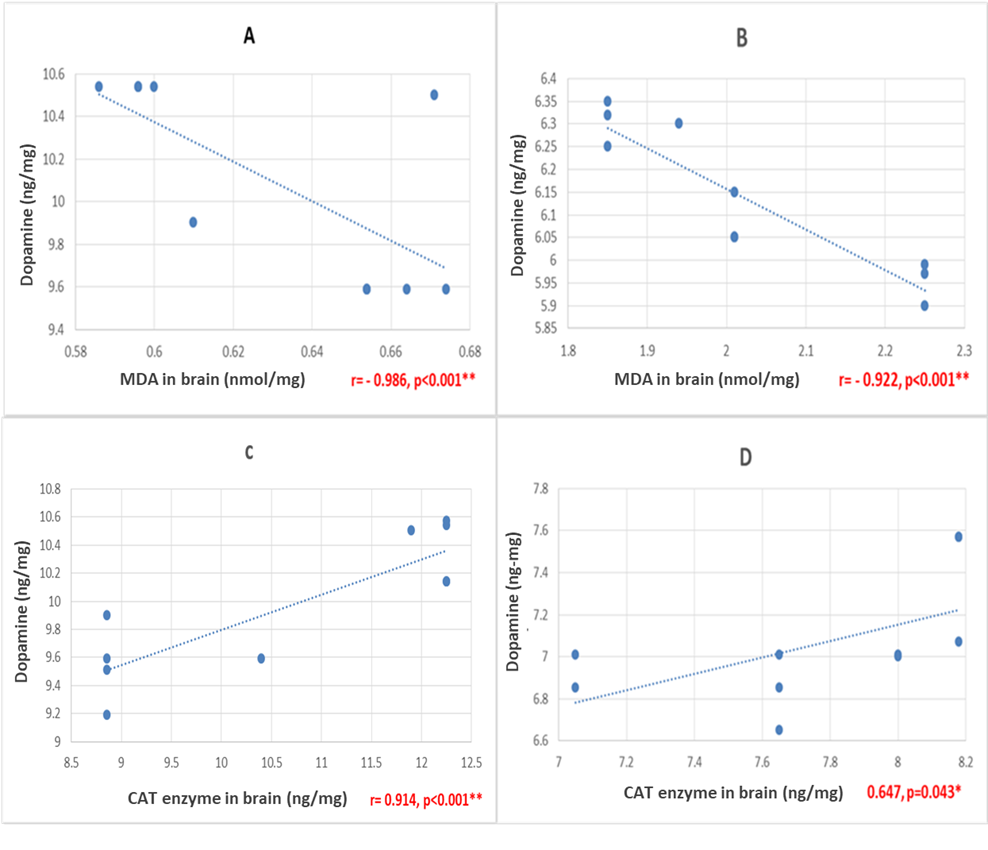 A
Dopamine (ng/mg)
10.6
10.4
10.2
10
9.8
9.6
9.4
0.58 0.6 0.62 0.64 0.66 0.68
MDA in brain (nmol/mg)
r= - 0.986, p<0.001**
B
Dopamine (ng/mg)
6.4
6.35
6.3
6.25
6.2
6.15
6.1
6.05
6
5.95
5.9
5.85
1.8 1.9 2 2.1 2.2 2.3
MDA in brain (nmol/mg)
r= - 0.922, p<0.001**
C
Dopamine (ng/mg)
10.8
10.6
10.4
10.2
10
9.8
9.6
9.4
9.2
9
8.5 9 9.5 10 10.5 11 11.5 12 12.5
CAT enzyme in brain (ng/mg)
r= 0.914, p<0.001**
D
Dopamine (ng-mg)
7.8
7.6
7.4
7.2
7
6.8
6.6
7 7.2 7.4 7.6 7.8 8 8.2
CAT enzyme in brain (ng/mg)
0.647, p=0.043*